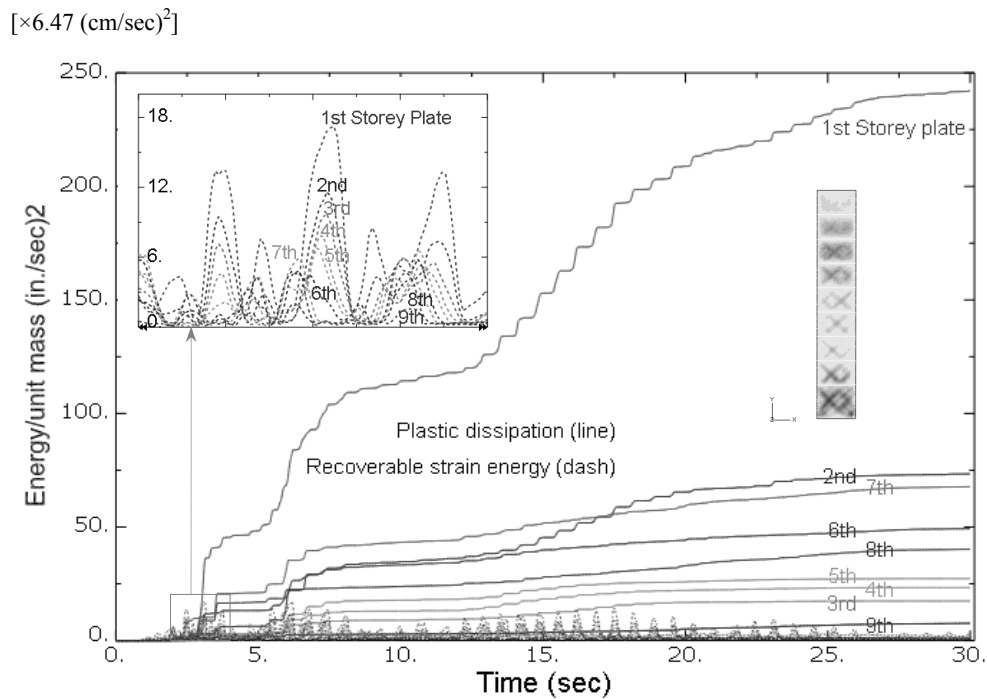 [×6.47 (cm/sec)²]
250.
200.
150.
100.
50.
0.
Energy/unit mass (in./sec)2
18.
12.
6.
0.
1st Storey Plate
2nd
3rd
4th
7th
5th
6th
8th
9th
1st Storey plate
Y
X
Plastic dissipation (line)
Recoverable strain energy (dash)
2nd
7th
6th
8th
5th
4th
3rd
9th
0. 5. 10. 15. 20. 25. 30.
Time (sec)